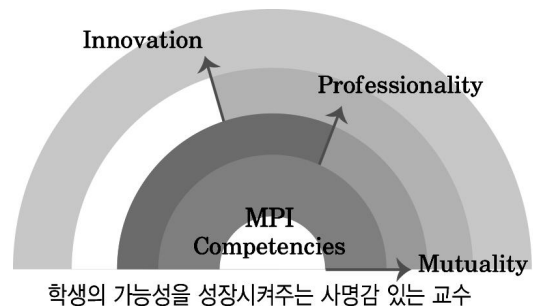 Innovation
Professionality
MPI
Competencies
Mutuality
학생의 가능성을 성장시켜주는 사명감 있는 교수